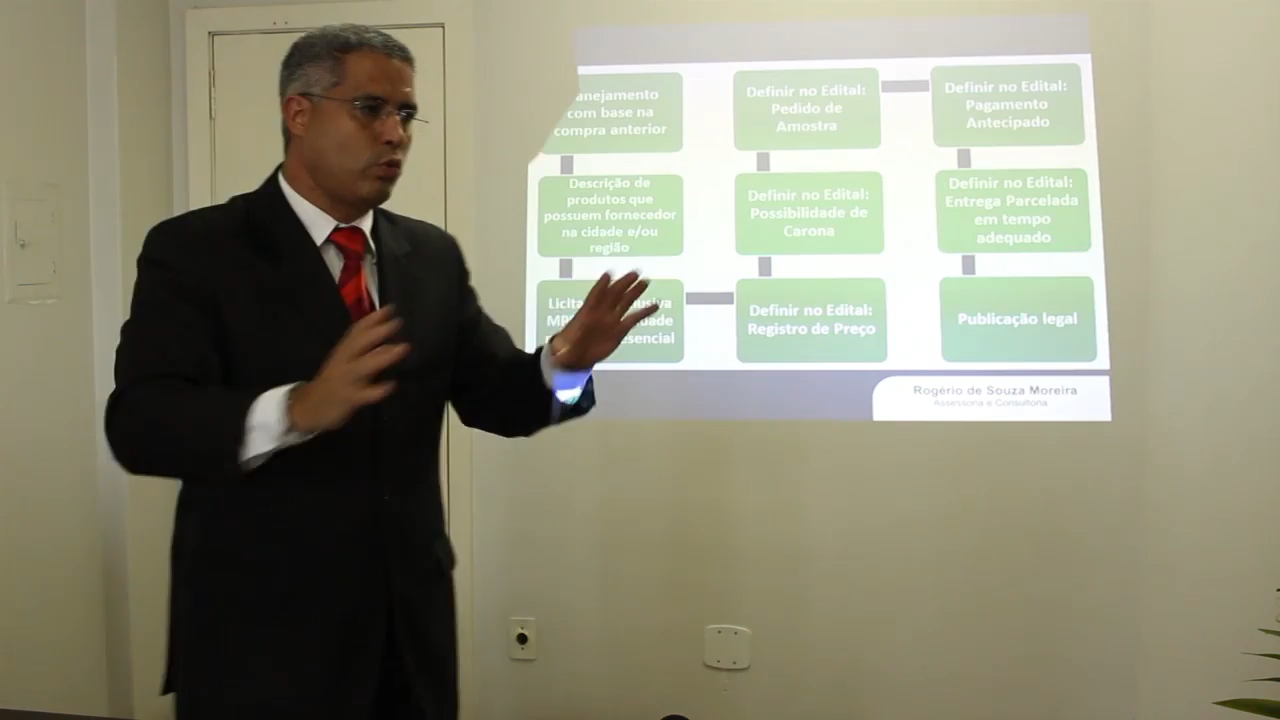 anejamento
com base na
compra anterior
Descrição de
produtos que
possuem fornecedor
na cidade e/ou
região
Definir no Edital:
Pedido de
Amostra
Definir no Edital:
Possibilidade de
Carona
Definir no Edital:
Registro de Preço
Definir no Edital:
Pagamento
Antecipado
Definir no Edital:
Entrega Parcelada
em tempo
adequado
Publicação legal
Rogério de Souza Moreira
Assessoria e Consultoria